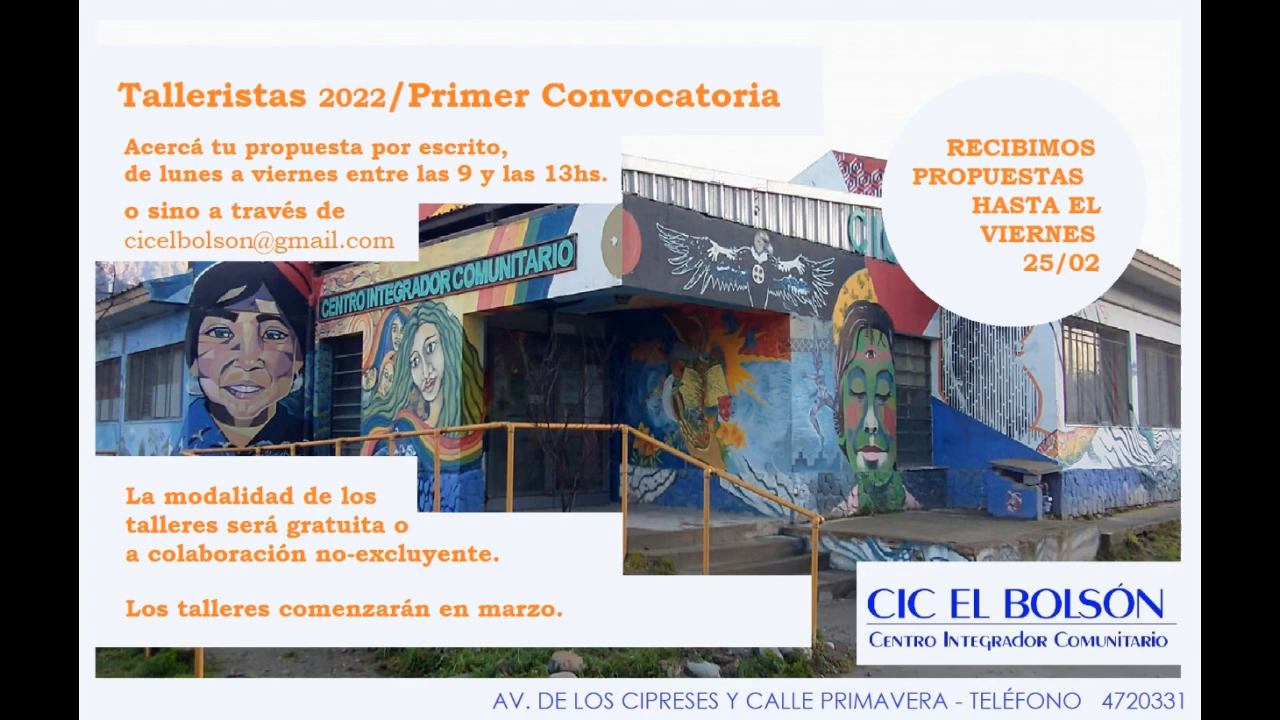 Talleristas 2022/Primer Convocatoria
Acercá tu propuesta por escrito,
de lunes a viernes entre las 9 y las 13hs.
o sino a través de
cicelbolson@gmail.com
RECIBIMOS
PROPUESTAS
HASTA EL
VIERNES
25/02
CENTRO INTEGRADOR COMUNITARIO
CIC
La modalidad de los
talleres será gratuita o
a colaboración no-excluyente.
Los talleres comenzarán en marzo.
CIC EL BOLSÓN
CENTRO INTEGRADOR COMUNITARIO
AV. DE LOS CIPRESES Y CALLE PRIMAVERA - TELÉFONO 4720331